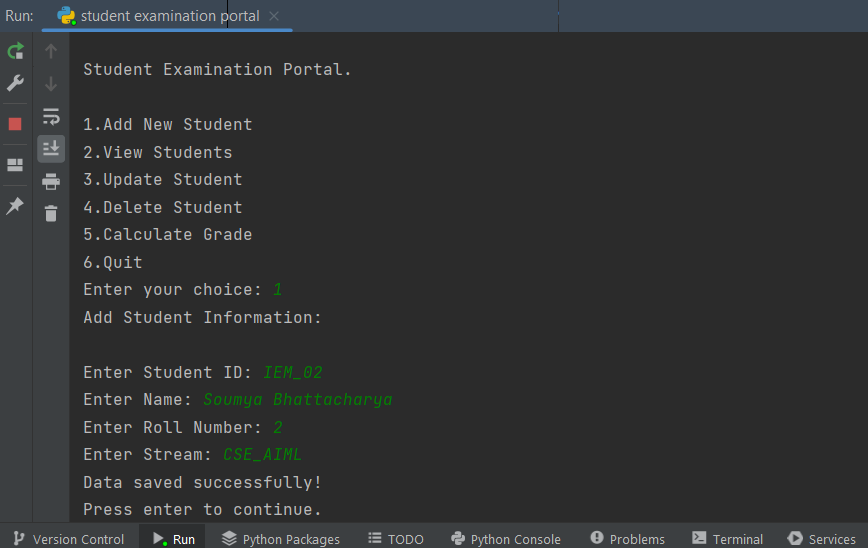 Run: student examination portal
Student Examination Portal.
1.Add New Student
2.View Students
3.Update Student
4.Delete Student
5.Calculate Grade
6.Quit
Enter your choice: 1
Add Student Information:
Enter Student ID: IEM_02
Enter Name: Soumya Bhattacharya
Enter Roll Number: 2
Enter Stream: CSE_AIML
Data saved successfully!
Press enter to continue.
Version Control Run Python Packages TODO Python Console Problems Terminal Services